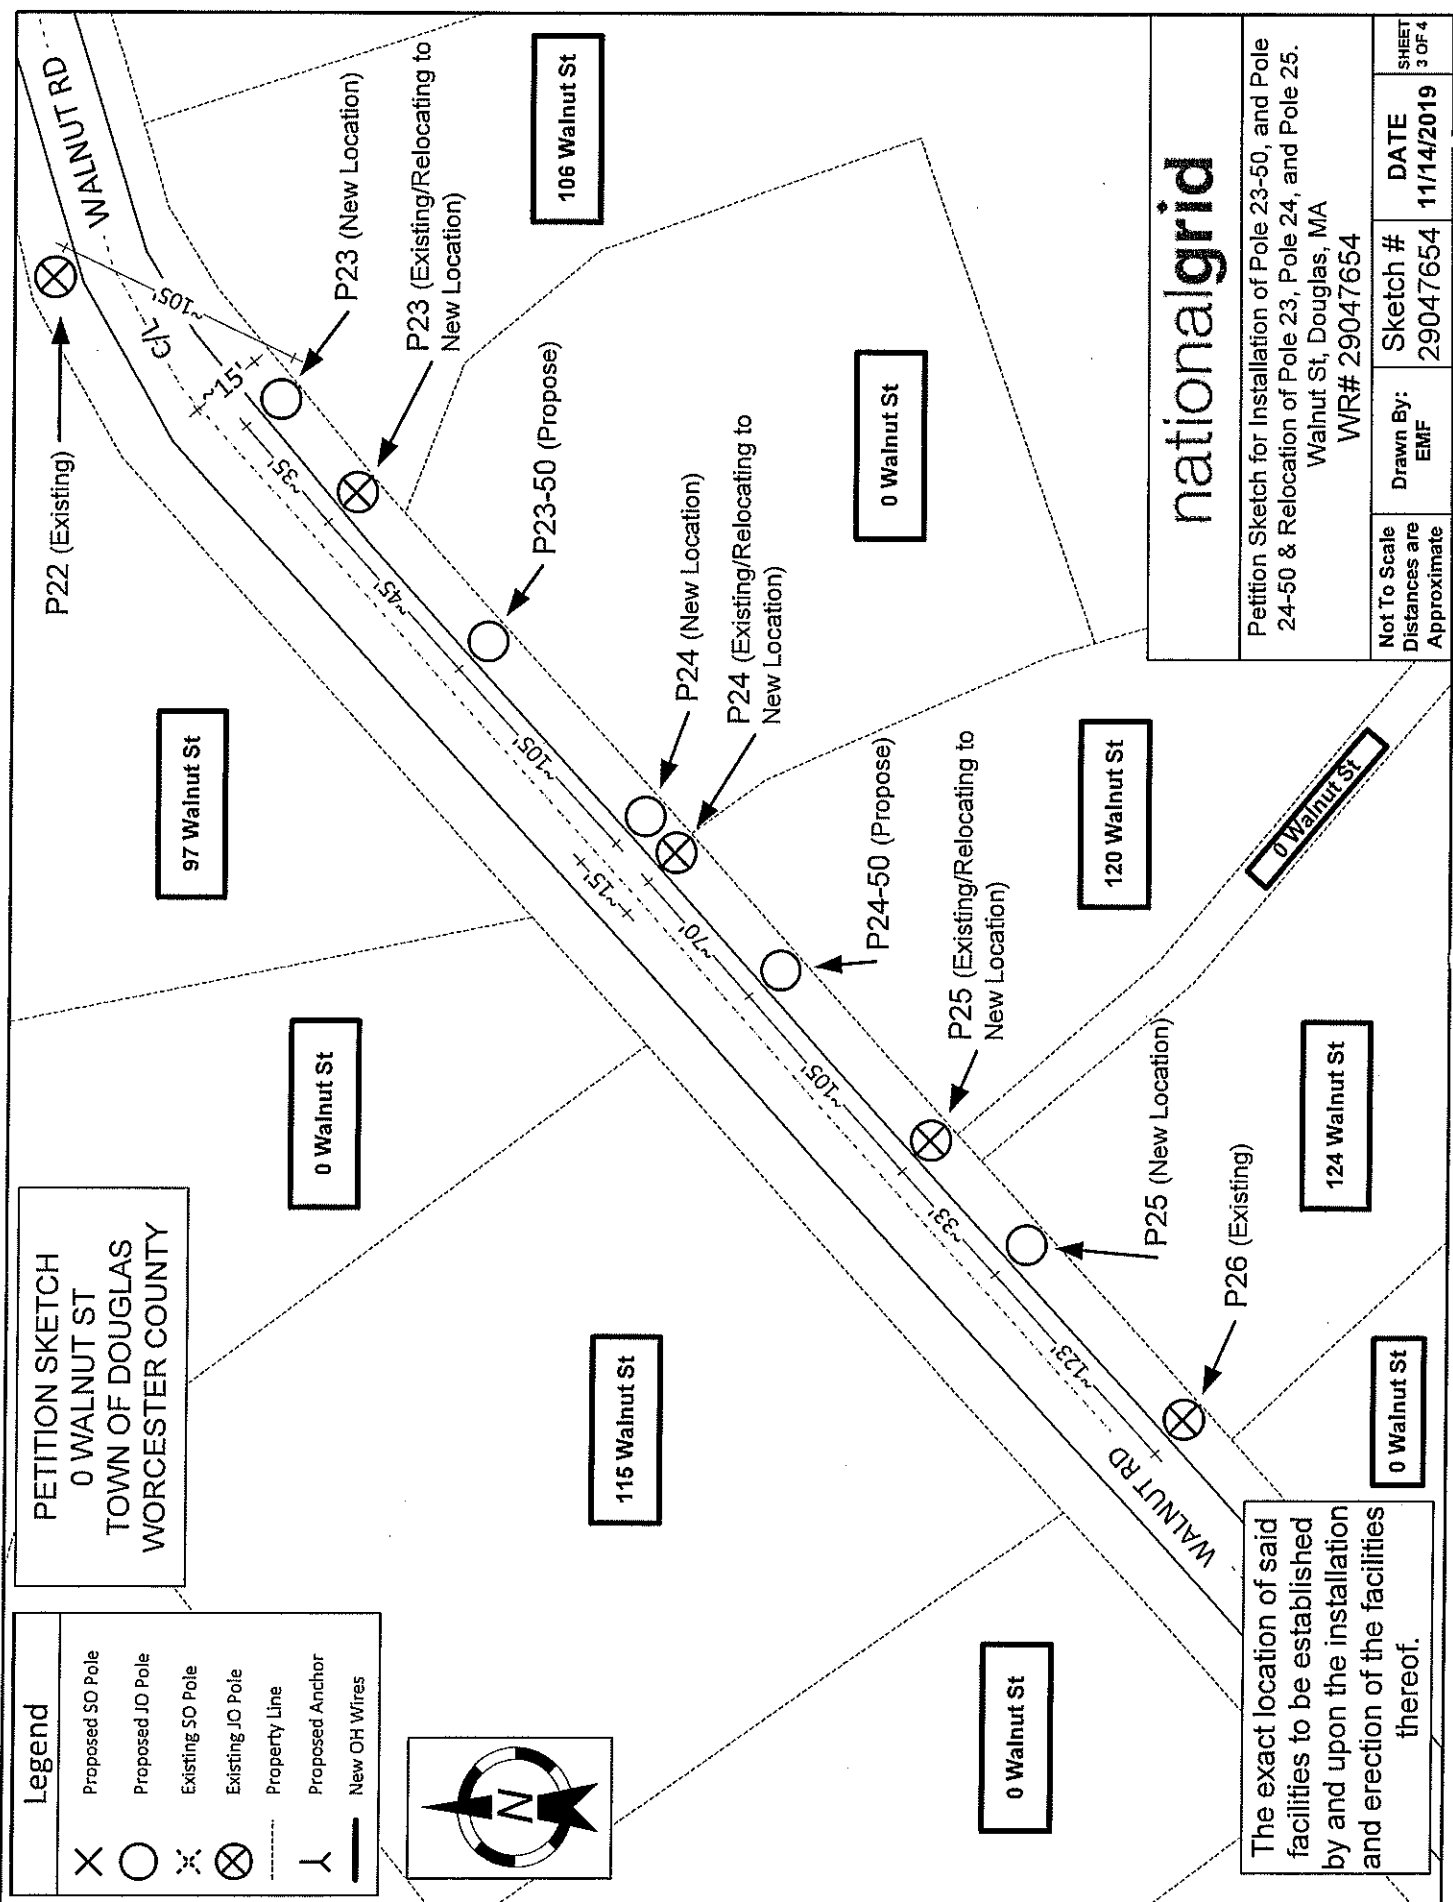 Legend
Proposed SO Pole
Proposed JO Pole
Existing SO Pole
Existing JO Pole
Property Line
Proposed Anchor
New OH Wires
PETITION SKETCH
0 WALNUT ST
TOWN OF DOUGLAS
WORCESTER COUNTY
N
P22 (Existing)
WALNUT RD
C/L
~105'
~15'
P23 (New Location)
~35'
P23 (Existing/Relocating to
New Location)
~45'
P23-50 (Propose)
~105'
P24 (New Location)
~15'
P24 (Existing/Relocating to
New Location)
~70'
P24-50 (Propose)
~105'
P25 (Existing/Relocating to
New Location)
~33'
P25 (New Location)
~123'
P26 (Existing)
WALNUT RD
97 Walnut St
0 Walnut St
115 Walnut St
0 Walnut St
106 Walnut St
0 Walnut St
120 Walnut St
0 Walnut St
124 Walnut St
0 Walnut St
The exact location of said
facilities to be established
by and upon the installation
and erection of the facilities
thereof.
nationalgrid
Petition Sketch for Installation of Pole 23-50, and Pole
24-50 & Relocation of Pole 23, Pole 24, and Pole 25.
Walnut St, Douglas, MA
WR# 29047654
Not To Scale
Distances are
Approximate
Drawn By:
EMF
Sketch #
29047654
DATE
11/14/2019
SHEET
3 OF 4